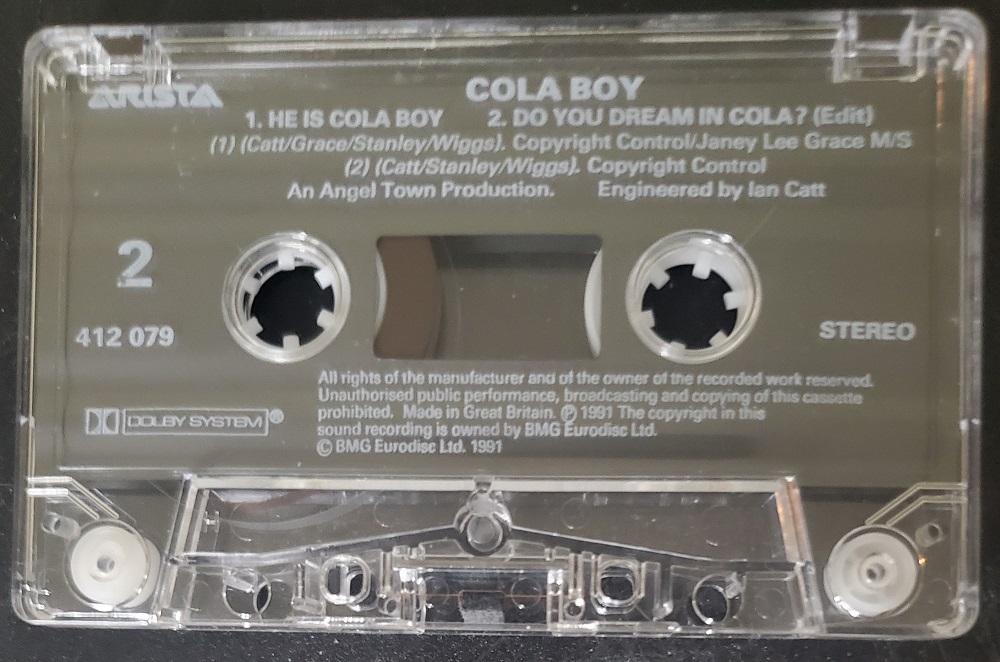 ARISTA
COLA BOY
1. HE IS COLA BOY 2. DO YOU DREAM IN COLA? (Edit)
(1) (Catt/Grace/Stanley/Wiggs). Copyright Control/Janey Lee Grace M/S
(2) (Catt/Stanley/Wiggs). Copyright Control
An Angel Town Production. Engineered by Ian Catt
2
412 079
STEREO
All rights of the manufacturer and of the owner of the recorded work reserved.
Unauthorised public performance, broadcasting and copying of this cassette
prohibited. Made in Great Britain. ℗ 1991 The copyright in this
sound recording is owned by BMG Eurodisc Ltd.
© BMG Eurodisc Ltd. 1991
DOLBY SYSTEM®